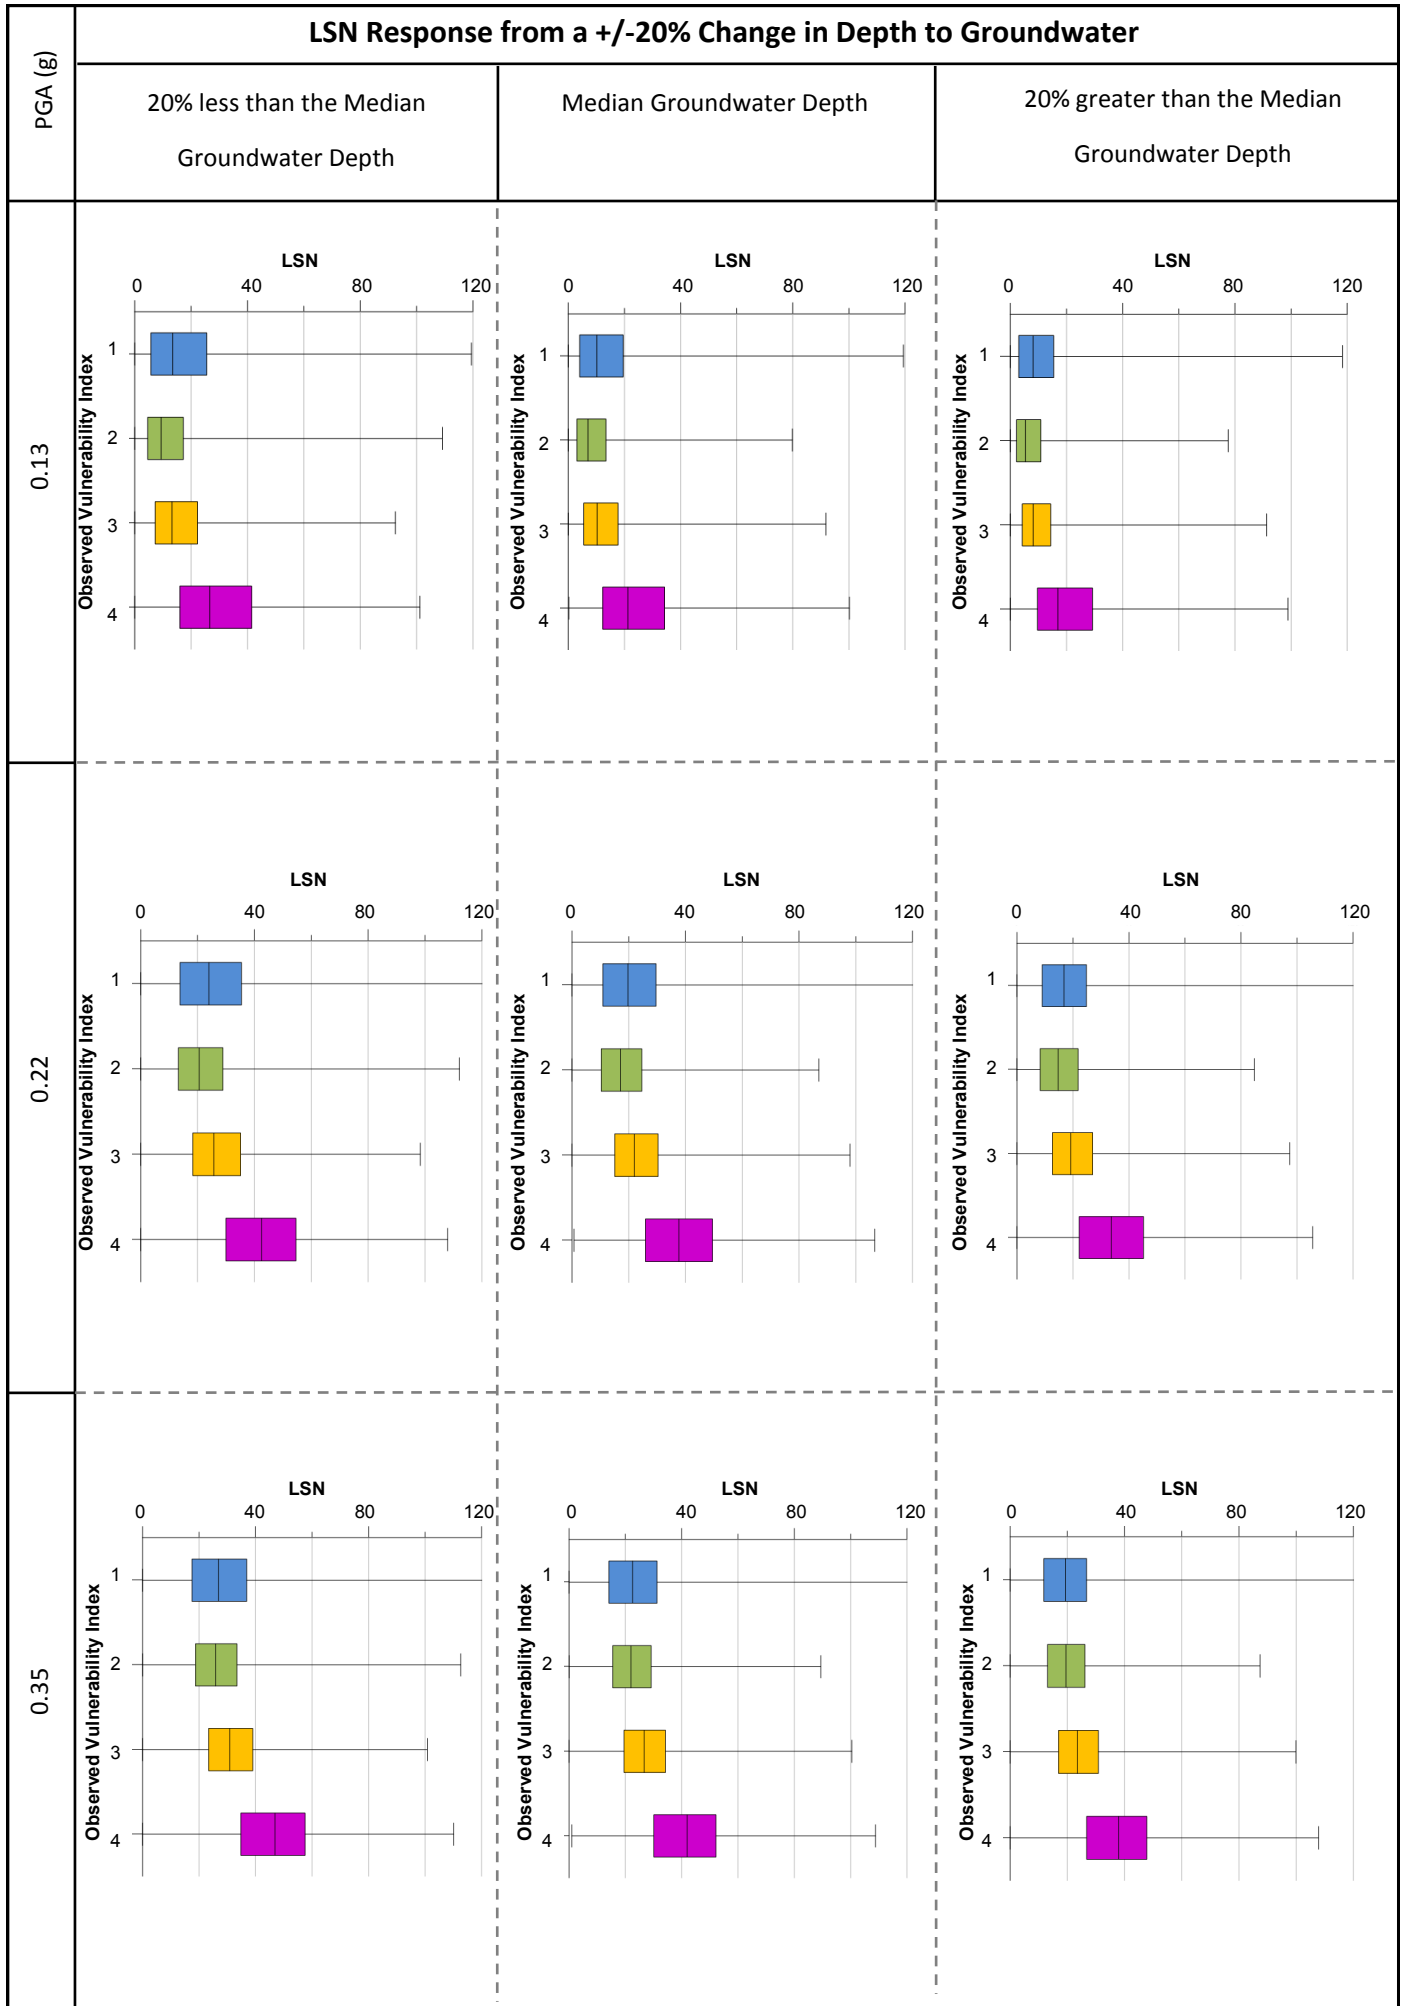 PGA (g)
LSN Response from a +/-20% Change in Depth to Groundwater
20% less than the Median
Groundwater Depth
Median Groundwater Depth
20% greater than the Median
Groundwater Depth
0.13
LSN
0 40 80 120
Observed Vulnerability Index
1
2
3
4
LSN
0 40 80 120
Observed Vulnerability Index
1
2
3
4
LSN
0 40 80 120
Observed Vulnerability Index
1
2
3
4
0.22
LSN
0 40 80 120
Observed Vulnerability Index
1
2
3
4
LSN
0 40 80 120
Observed Vulnerability Index
1
2
3
4
LSN
0 40 80 120
Observed Vulnerability Index
1
2
3
4
0.35
LSN
0 40 80 120
Observed Vulnerability Index
1
2
3
4
LSN
0 40 80 120
Observed Vulnerability Index
1
2
3
4
LSN
0 40 80 120
Observed Vulnerability Index
1
2
3
4